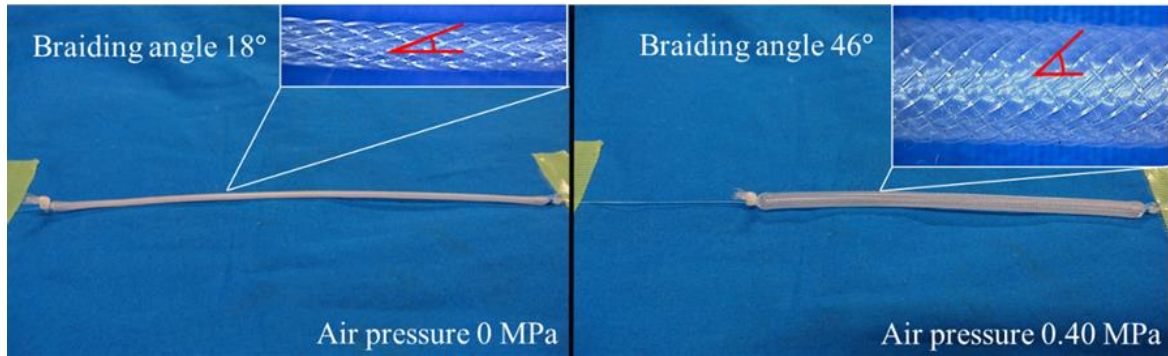 Braiding angle 18°
Air pressure 0 MPa
Braiding angle 46°
Air pressure 0.40 MPa